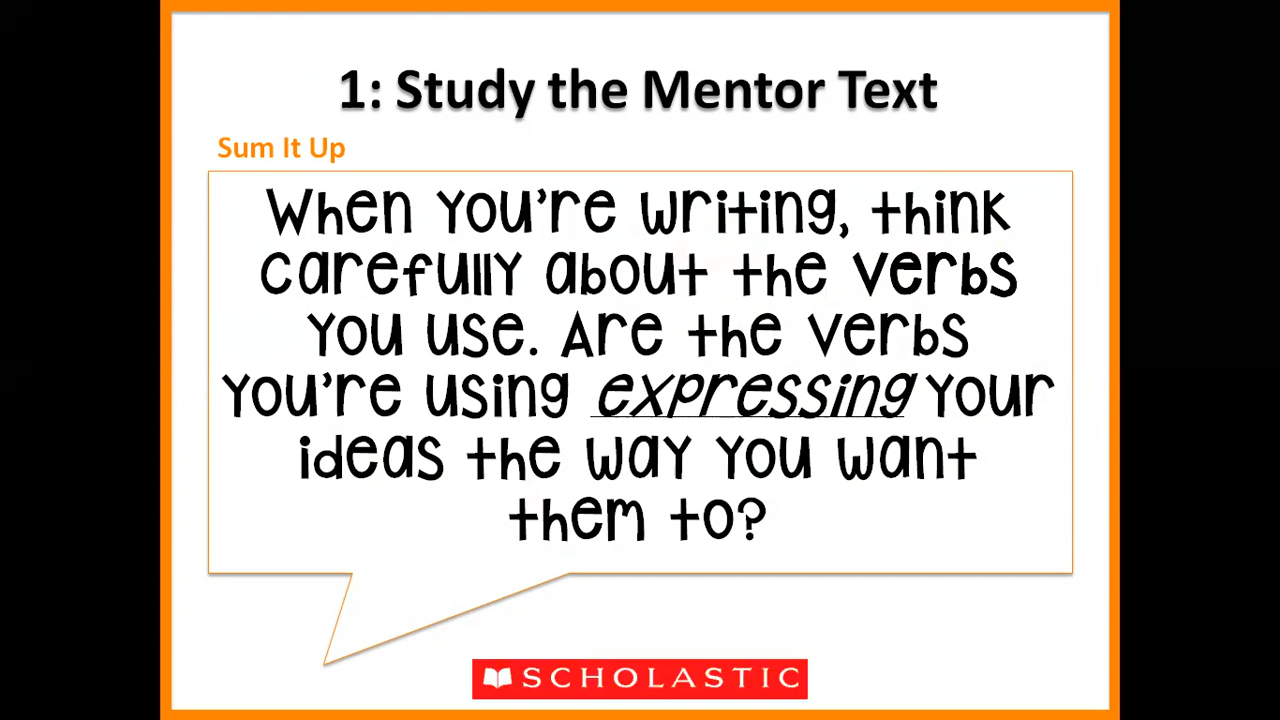 1: Study the Mentor Text
Sum It Up
When you're writing, think
carefully about the verbs
you use. Are the verbs
you're using expressing your
ideas the way you want
them to?
SCHOLASTIC